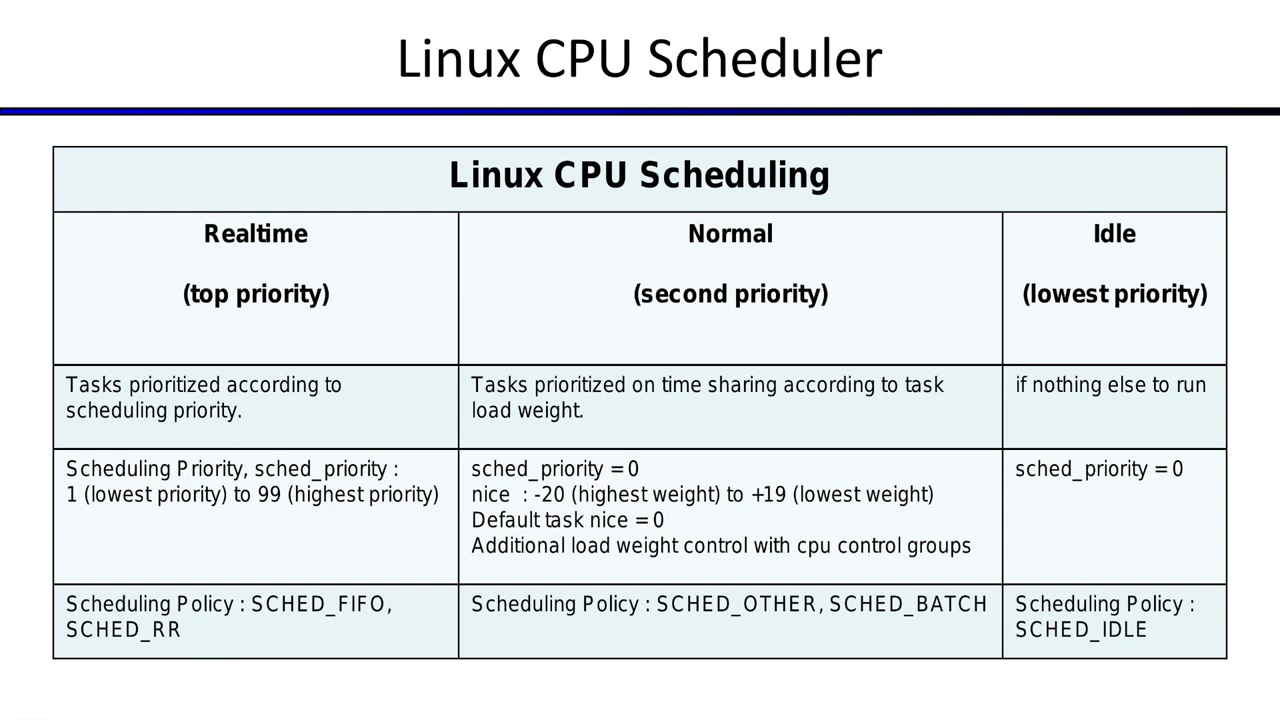 Linux CPU Scheduler
Linux CPU Scheduling
Realtime
(top priority)
Normal
(second priority)
Idle
(lowest priority)
Tasks prioritized according to
scheduling priority.
Tasks prioritized on time sharing according to task
load weight.
if nothing else to run
Scheduling Priority, sched_priority :
1 (lowest priority) to 99 (highest priority)
sched_priority = 0
nice  : -20 (highest weight) to +19 (lowest weight)
Default task nice = 0
Additional load weight control with cpu control groups
sched_priority = 0
Scheduling Policy : SCHED_FIFO,
SCHED_RR
Scheduling Policy : SCHED_OTHER, SCHED_BATCH
Scheduling Policy :
SCHED_IDLE